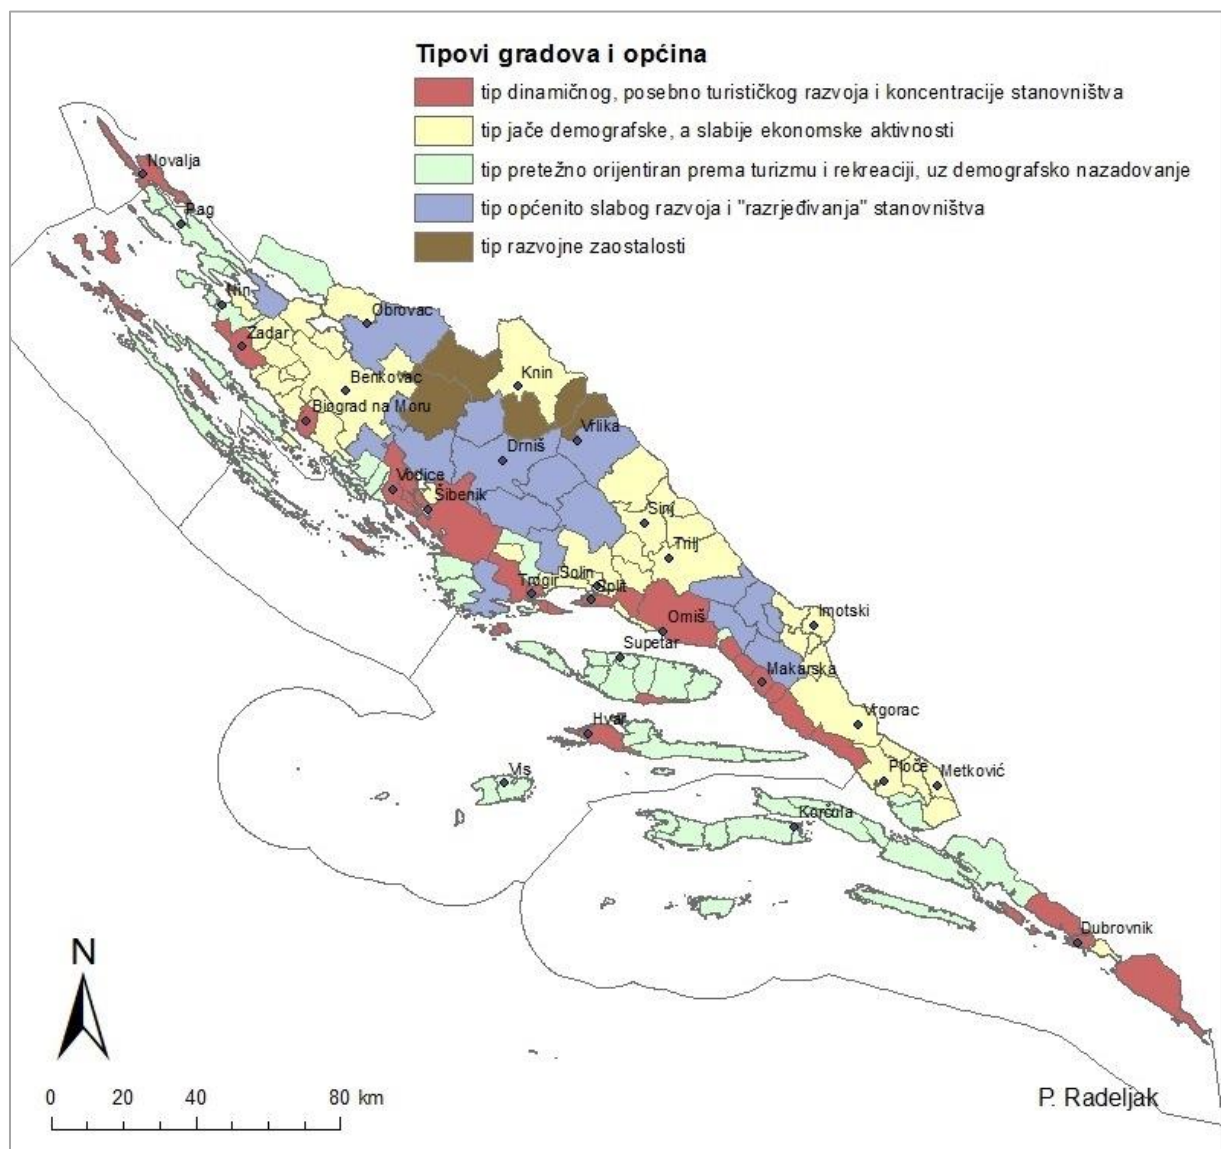 Tipovi gradova i općina
tip dinamičnog, posebno turističkog razvoja i koncentracije stanovništva
tip jače demografske, a slabije ekonomske aktivnosti
tip pretežno orijentiran prema turizmu i rekreaciji, uz demografsko nazadovanje
tip općenito slabog razvoja i "razrjeđivanja" stanovništva
tip razvojne zaostalosti
Novalja
Pag
Nin
Obrovac
Zadar
Knin
Benkovac
Biograd na Moru
Vrlika
Drniš
Vodice
Šibenik
Sinj
Trilj
Solin
Trogir
Split
Omiš
Imotski
Supetar
Makarska
Hvar
Vrgorac
Vis
Ploče
Metković
Korčula
Dubrovnik
N
0 20 40 80 km
P. Radeljak